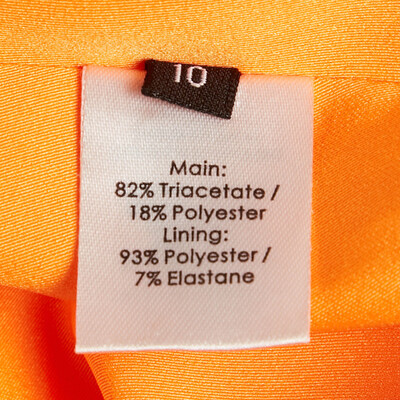 10
Main:
82% Triacetate /
18% Polyester
Lining:
93% Polyester /
7% Elastane